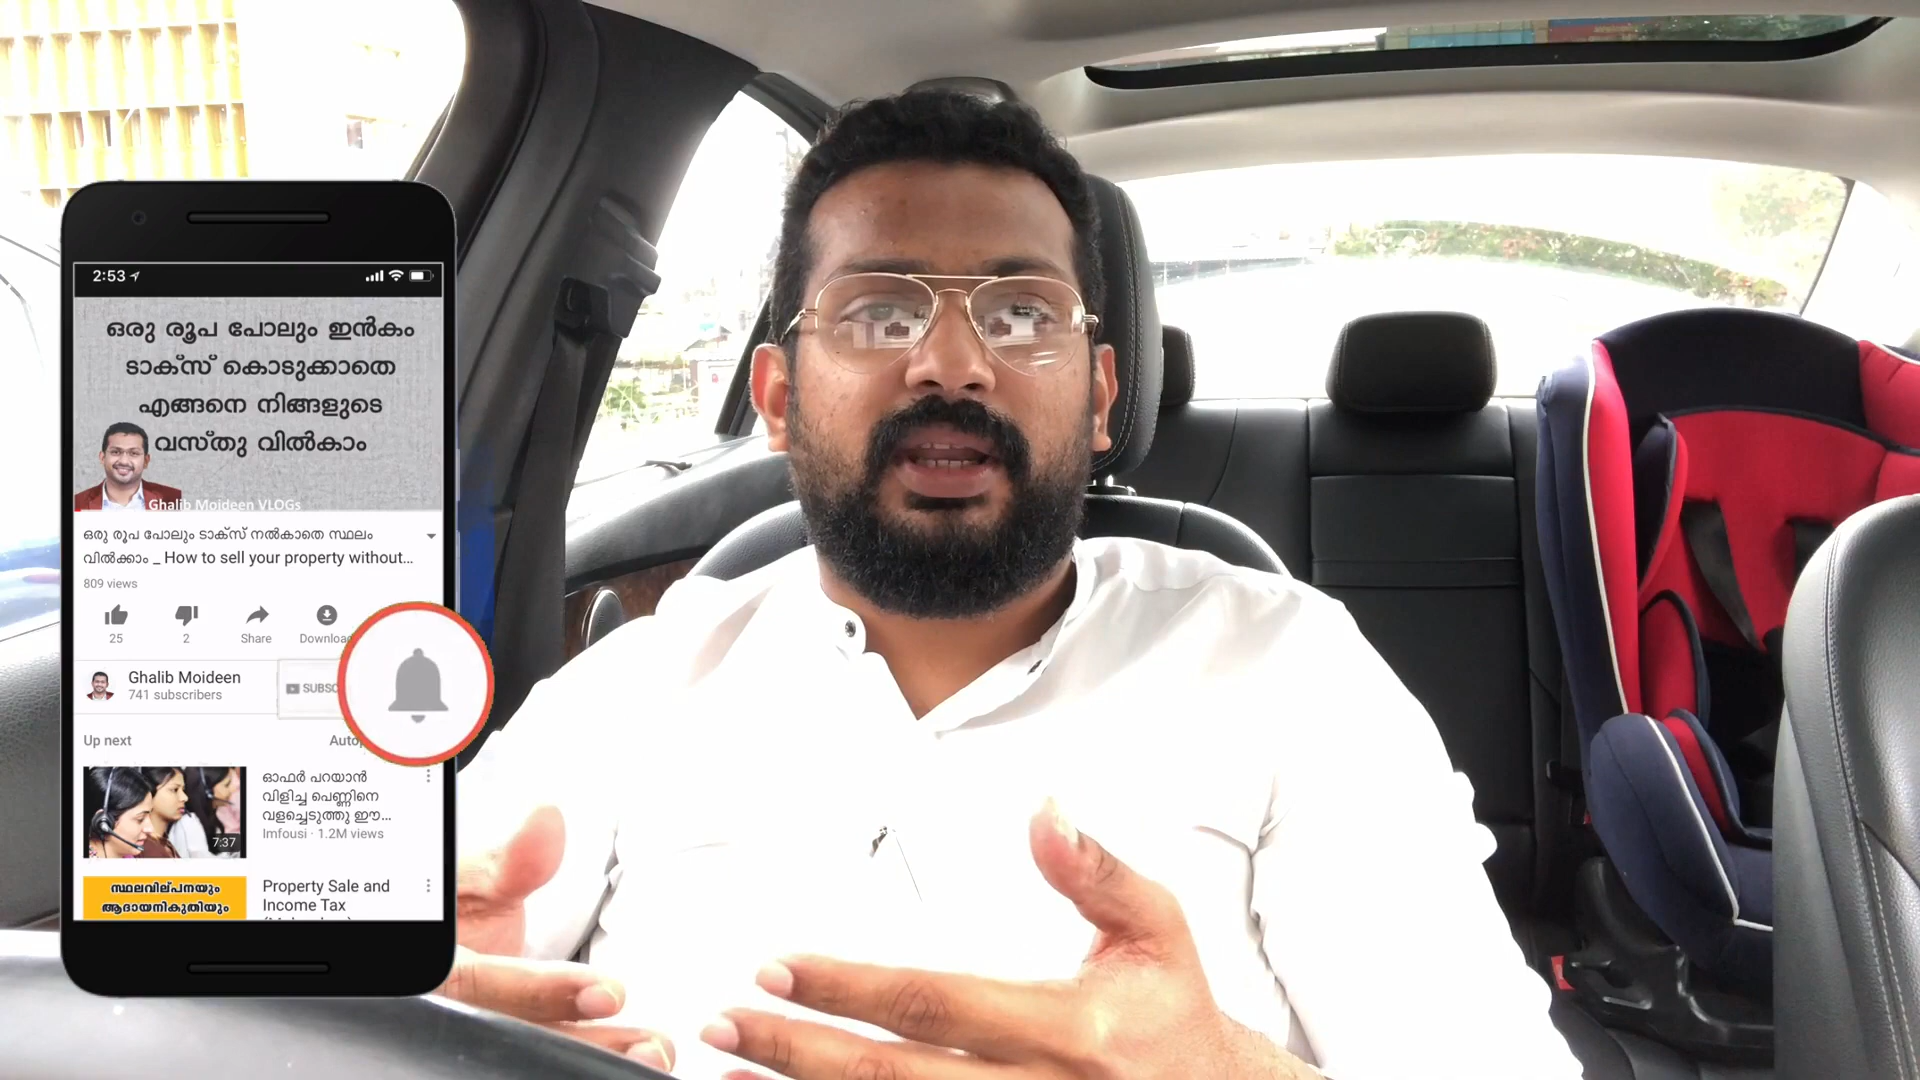 2:53
ഒരു രൂപ പോലും ഇൻകം
ടാക്സ് കൊടുക്കാതെ
എങ്ങനെ നിങ്ങളുടെ
വസ്തു വിൽകാം
Ghalib Moideen VLOGs
ഒരു രൂപ പോലും ടാക്സ് നൽകാതെ സ്ഥലം
വിൽക്കാം _ How to sell your property without...
809 views
25
2
Share
Download
Ghalib Moideen
741 subscribers
SUBSC
Up next
Autop
7:37
ഓഫർ പറയാൻ
വിളിച്ച പെണ്ണിനെ
വളച്ചെടുത്തു ഈ...
Imfousi · 1.2M views
സ്ഥലവില്പനയും
ആദായനികുതിയും
Property Sale and
Income Tax